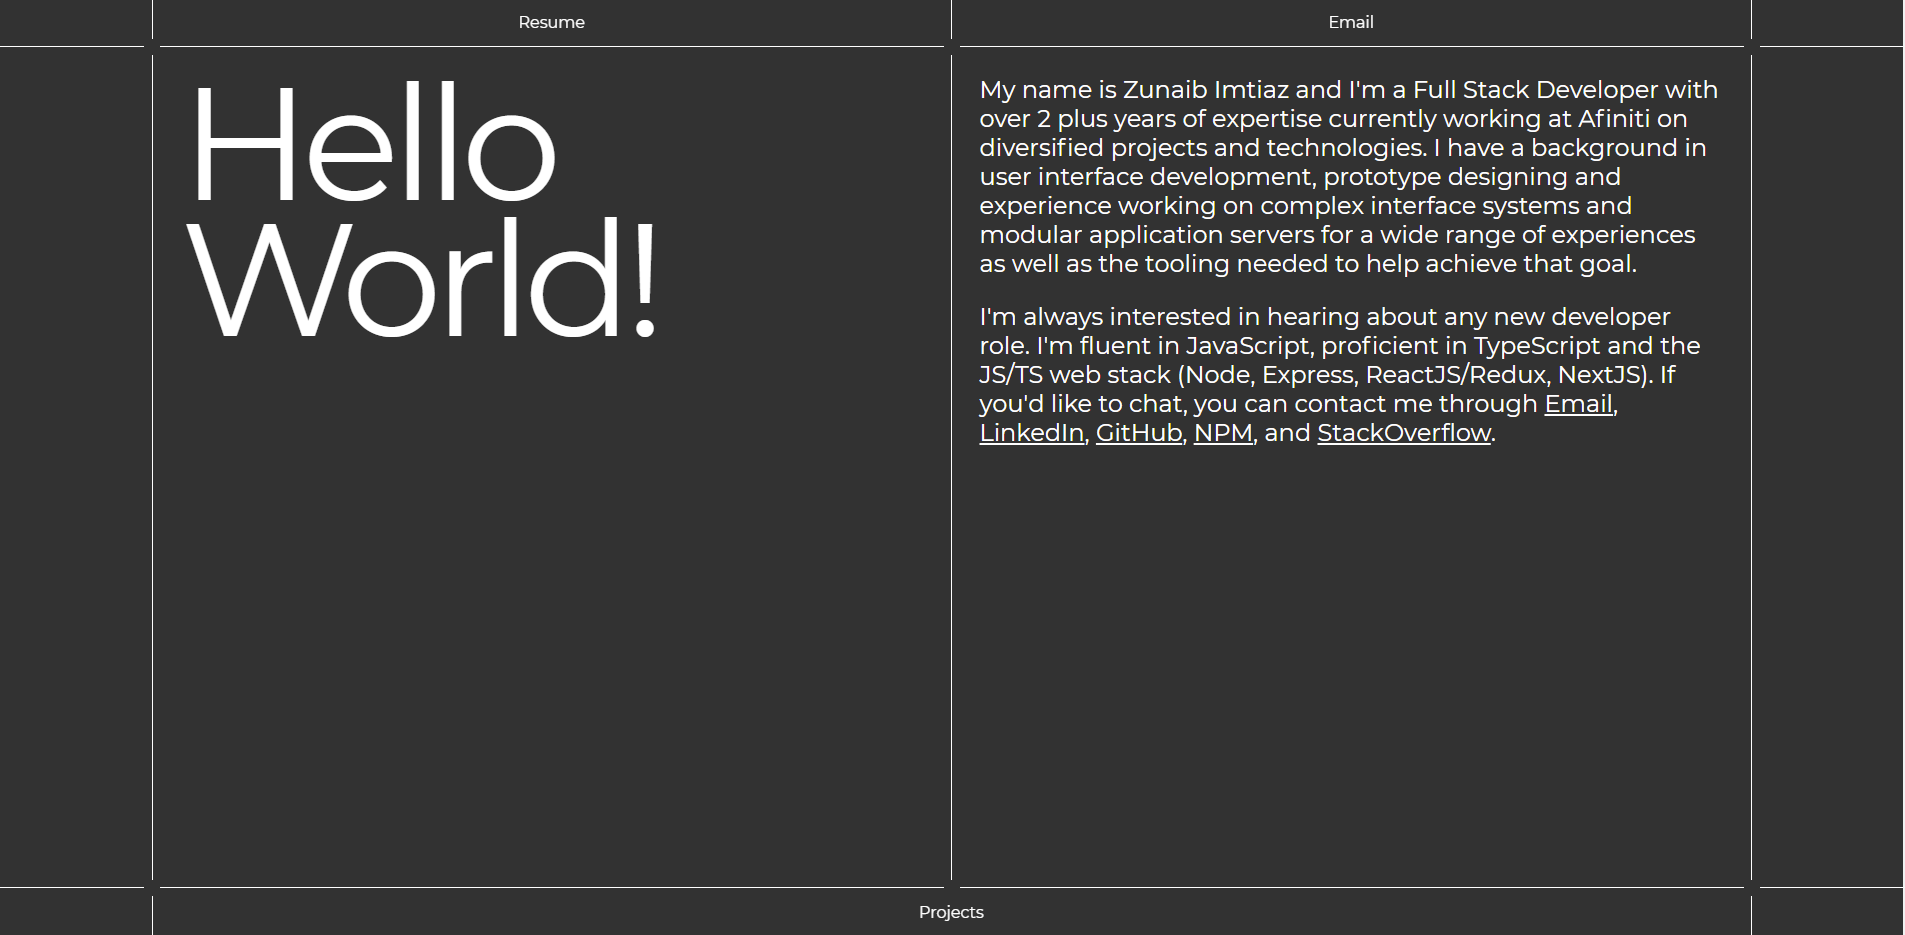 Resume
Email
Hello
World!
My name is Zunaib Imtiaz and I'm a Full Stack Developer with
over 2 plus years of expertise currently working at Afiniti on
diversified projects and technologies. I have a background in
user interface development, prototype designing and
experience working on complex interface systems and
modular application servers for a wide range of experiences
as well as the tooling needed to help achieve that goal.
I'm always interested in hearing about any new developer
role. I'm fluent in JavaScript, proficient in TypeScript and the
JS/TS web stack (Node, Express, ReactJS/Redux, NextJS). If
you'd like to chat, you can contact me through Email,
LinkedIn, GitHub, NPM, and StackOverflow.
Projects